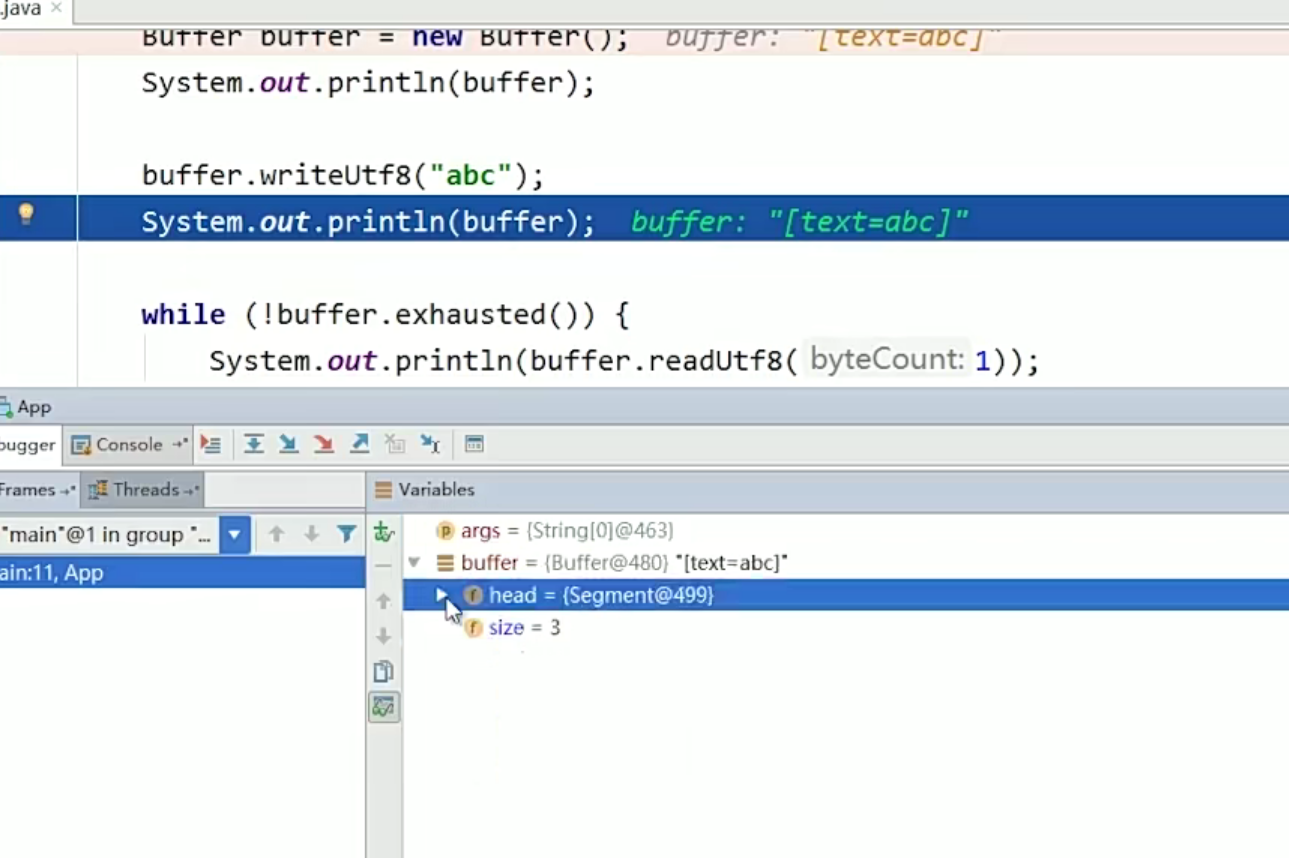 .java
Buffer buffer = new Buffer();  buffer: "[text=abc]"
System.out.println(buffer);
buffer.writeUtf8("abc");
System.out.println(buffer);  buffer: "[text=abc]"
while (!buffer.exhausted()) {
System.out.println(buffer.readUtf8( byteCount: 1));
App
bugger Console
Frames Threads Variables
"main"@1 in group "...
ain:11, App
args = {String[0]@463}
buffer = {Buffer@480} "[text=abc]"
head = {Segment@499}
size = 3